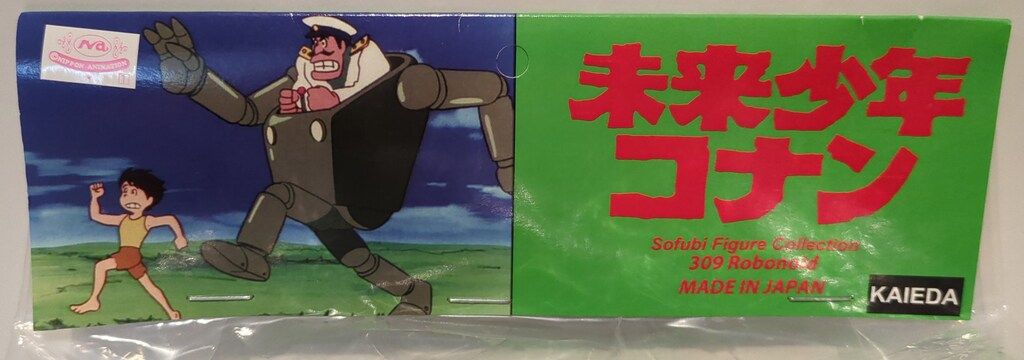 ©NIPPON ANIMATION
未来少年
コナン
Sofubi Figure Collection
309 Robonoid
MADE IN JAPAN
KAIEDA